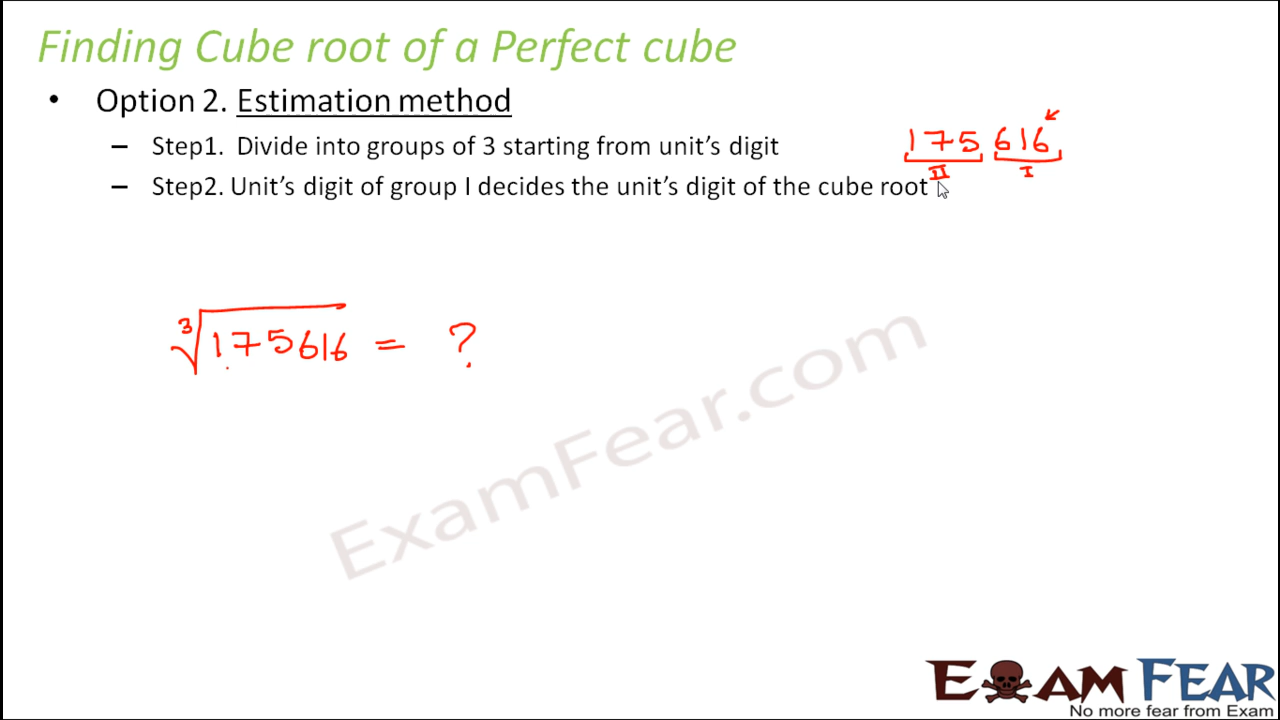 Finding Cube root of a Perfect cube
• Option 2. Estimation method
– Step1. Divide into groups of 3 starting from unit's digit
175 616
II I
– Step2. Unit's digit of group I decides the unit's digit of the cube root
∛175616 = ?
ExamFear.com
EXAM FEAR
No more fear from Exam